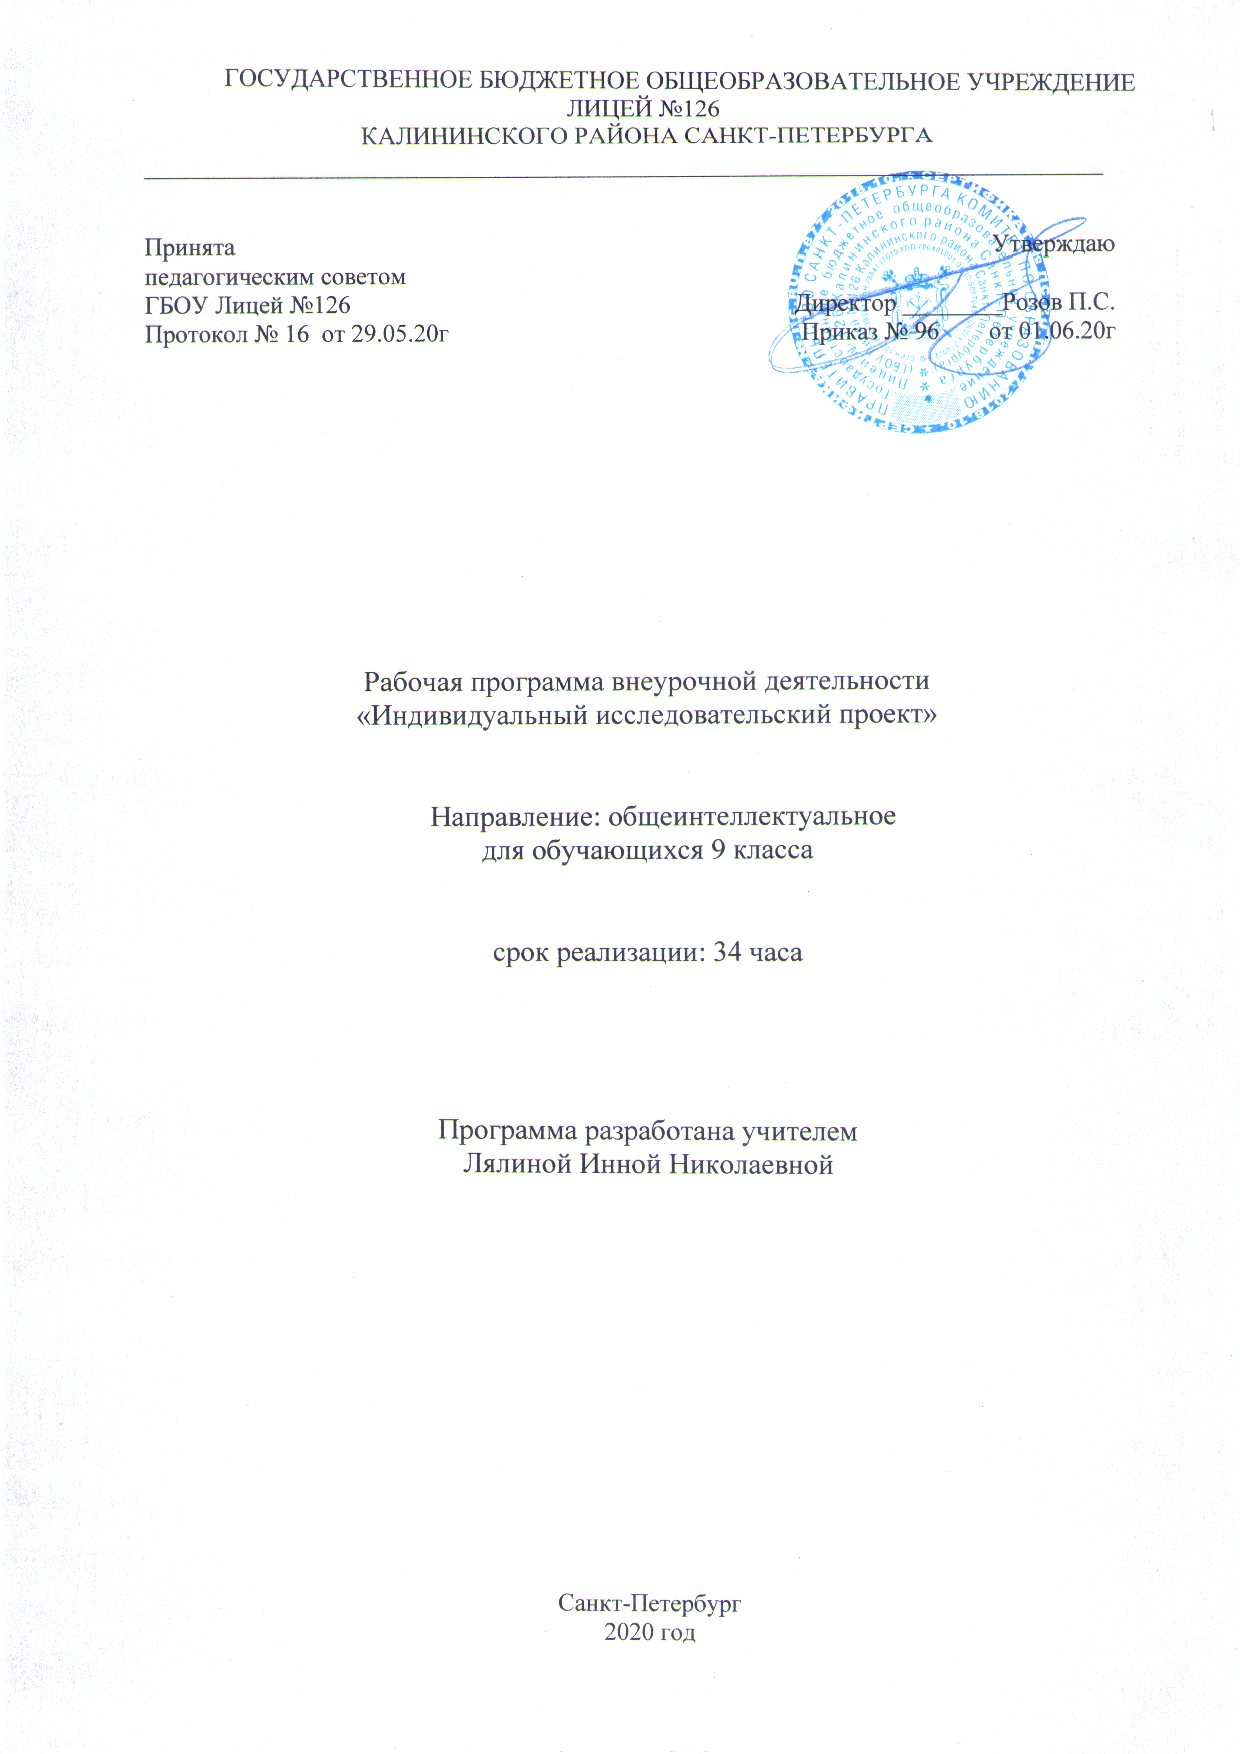 ГОСУДАРСТВЕННОЕ БЮДЖЕТНОЕ ОБЩЕОБРАЗОВАТЕЛЬНОЕ УЧРЕЖДЕНИЕ
ЛИЦЕЙ №126
КАЛИНИНСКОГО РАЙОНА САНКТ-ПЕТЕРБУРГА
Принята
педагогическим советом
ГБОУ Лицей №126
Протокол № 16 от 29.05.20г
Утверждаю
Директор ________ Розов П.С.
Приказ № 96 от 01.06.20г
Рабочая программа внеурочной деятельности
«Индивидуальный исследовательский проект»
Направление: общеинтеллектуальное
для обучающихся 9 класса
срок реализации: 34 часа
Программа разработана учителем
Лялиной Инной Николаевной
Санкт-Петербург
2020 год